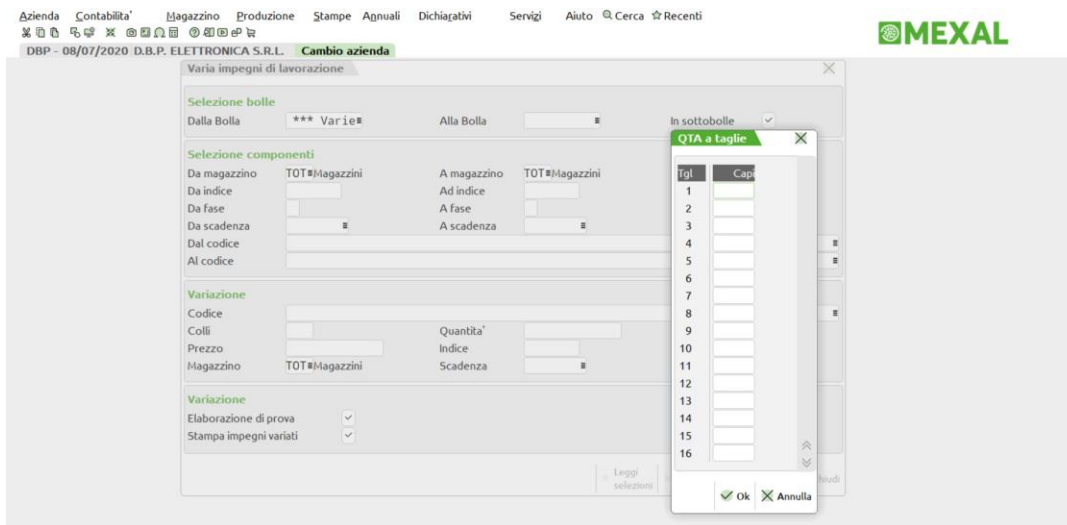 Azienda Contabilita' Magazzino Produzione Stampe Annuali Dichiarativi Servizi Aiuto Cerca Recenti
MEXAL
DBP - 08/07/2020 D.B.P. ELETTRONICA S.R.L. Cambio azienda
Varia impegni di lavorazione
Selezione bolle
Dalla Bolla *** Varie Alla Bolla In sottobolle
Selezione componenti
Da magazzino TOT Magazzini A magazzino TOT Magazzini
Da indice Ad indice
Da fase A fase
Da scadenza A scadenza
Dal codice
Al codice
Variazione
Codice
Colli Quantita'
Prezzo Indice
Magazzino TOT Magazzini Scadenza
Variazione
Elaborazione di prova
Stampa impegni variati
Leggi
selezioni
QTA a taglie
Tgl Capi
1
2
3
4
5
6
7
8
9
10
11
12
13
14
15
16
Ok Annulla